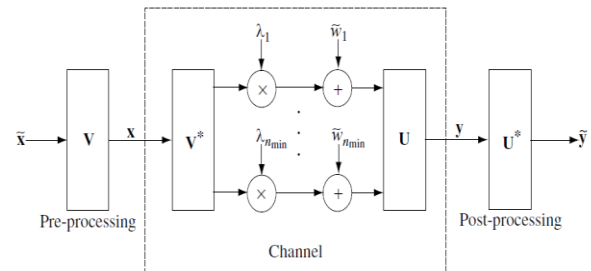 λ₁ w̃₁
× +
x̃ V x V* U y U* ỹ
λₙₘᵢₙ w̃ₙₘᵢₙ
× +
Pre-processing Post-processing
Channel